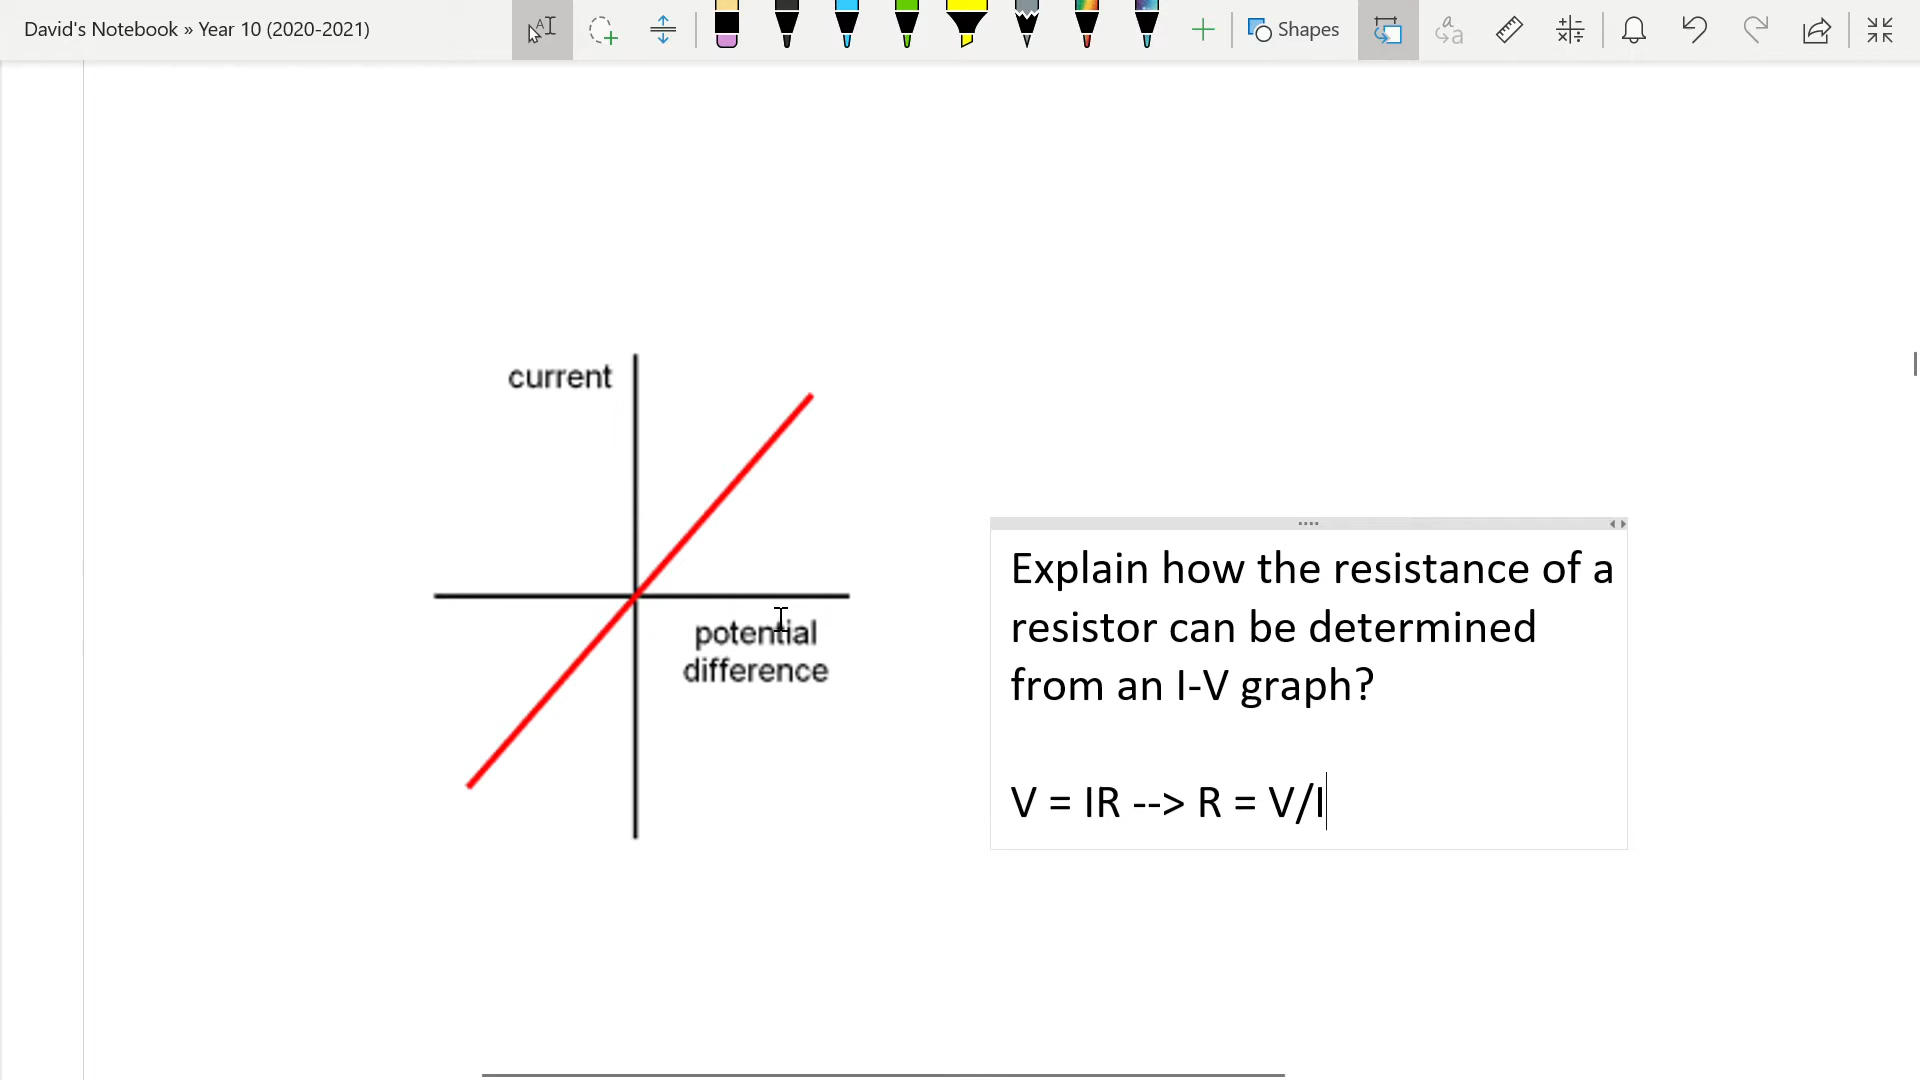 David's Notebook » Year 10 (2020-2021)
Shapes
current
potential
difference
Explain how the resistance of a
resistor can be determined
from an I-V graph?
V = IR --> R = V/I